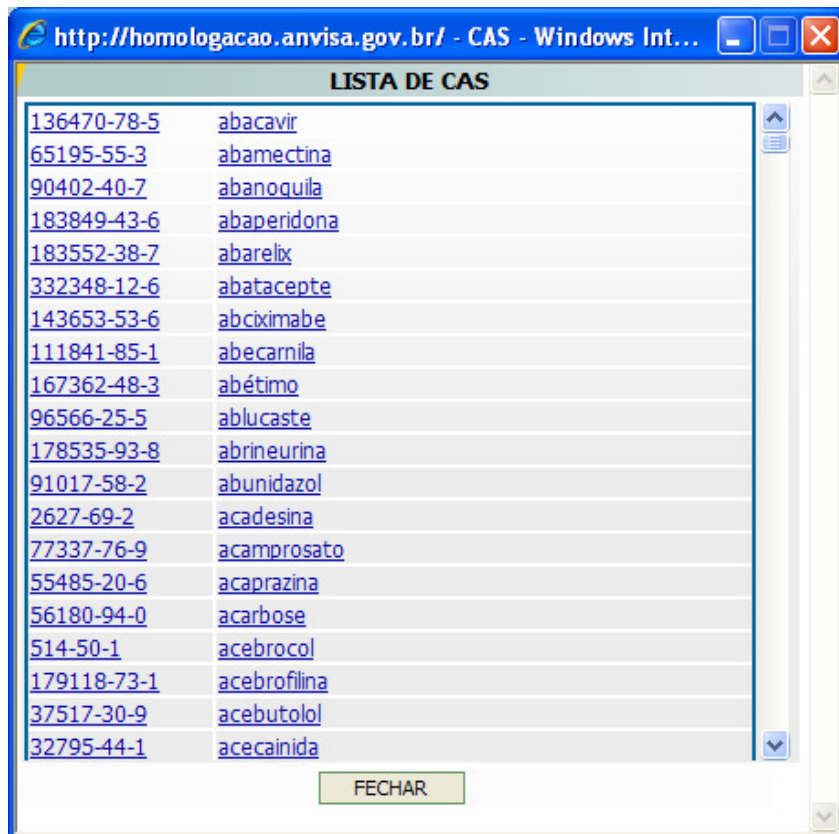 http://homologacao.anvisa.gov.br/ - CAS - Windows Int...
LISTA DE CAS
136470-78-5 abacavir
65195-55-3 abamectina
90402-40-7 abanoquila
183849-43-6 abaperidona
183552-38-7 abarelix
332348-12-6 abatacepte
143653-53-6 abciximabe
111841-85-1 abecarnila
167362-48-3 abétimo
96566-25-5 ablucaste
178535-93-8 abrineurina
91017-58-2 abunidazol
2627-69-2 acadesina
77337-76-9 acamprosato
55485-20-6 acaprazina
56180-94-0 acarbose
514-50-1 acebrocol
179118-73-1 acebrofilina
37517-30-9 acebutolol
32795-44-1 acecainida
FECHAR